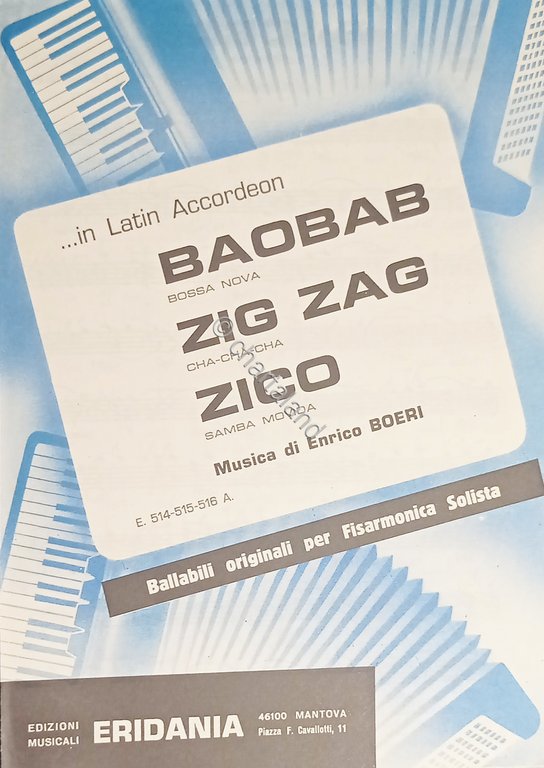 ...in Latin Accordeon
BAOBAB
BOSSA NOVA
ZIG ZAG
CHA-CHA-CHA
ZICO
SAMBA MODA
Musica di Enrico BOERI
E. 514-515-516 A.
Ballabili originali per Fisarmonica Solista
EDIZIONI
MUSICALI
ERIDANIA
46100 MANTOVA
Piazza F. Cavallotti, 11
© chartaland